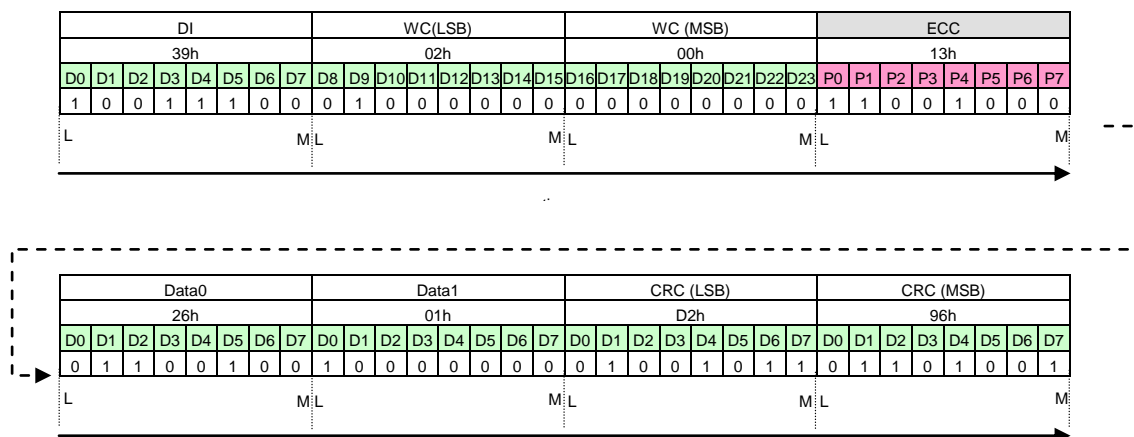 DI WC(LSB) WC (MSB) ECC
39h 02h 00h 13h
D0 D1 D2 D3 D4 D5 D6 D7 D8 D9 D10 D11 D12 D13 D14 D15 D16 D17 D18 D19 D20 D21 D22 D23 P0 P1 P2 P3 P4 P5 P6 P7
1 0 0 1 1 1 0 0 0 1 0 0 0 0 0 0 0 0 0 0 0 0 0 0 1 1 0 0 1 0 0 0
L M L M L M L M
Data0 Data1 CRC (LSB) CRC (MSB)
26h 01h D2h 96h
D0 D1 D2 D3 D4 D5 D6 D7 D0 D1 D2 D3 D4 D5 D6 D7 D0 D1 D2 D3 D4 D5 D6 D7 D0 D1 D2 D3 D4 D5 D6 D7
0 1 1 0 0 1 0 0 1 0 0 0 0 0 0 0 0 1 0 0 1 0 1 1 0 1 1 0 1 0 0 1
L M L M L M L M